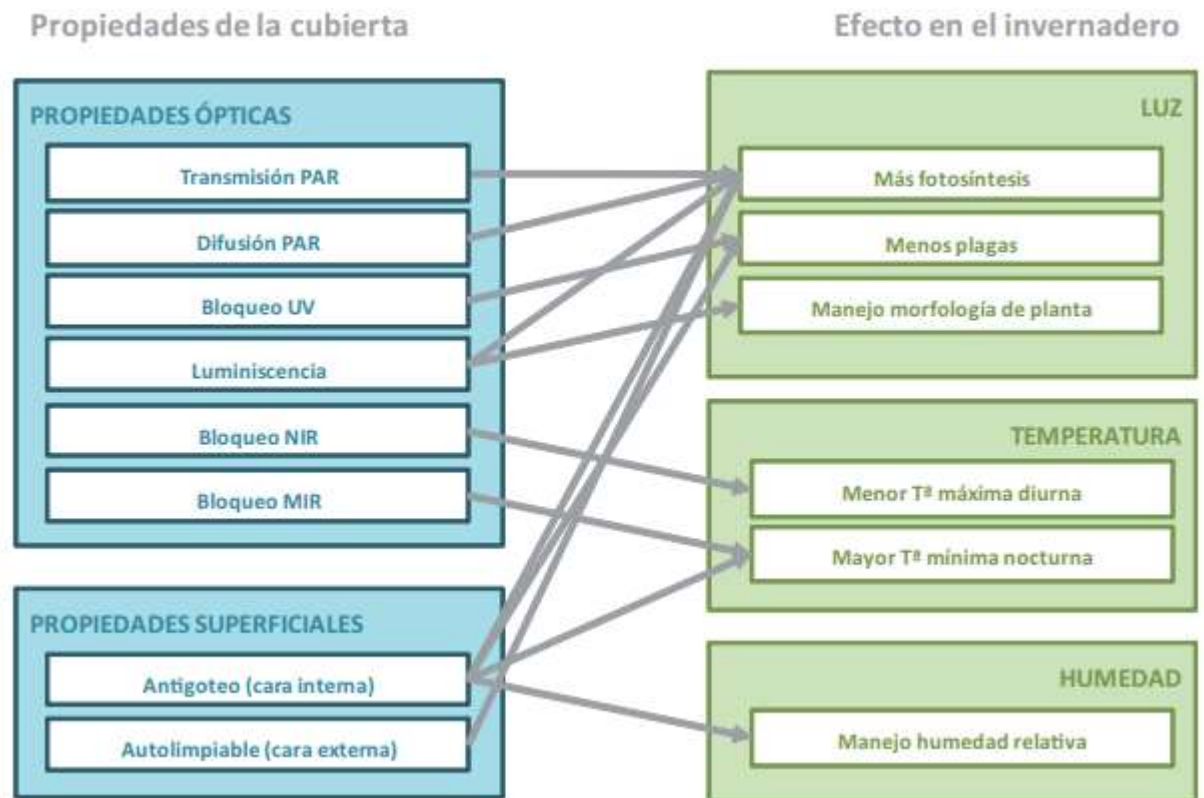 Propiedades de la cubierta
Efecto en el invernadero
PROPIEDADES ÓPTICAS
Transmisión PAR
Difusión PAR
Bloqueo UV
Luminiscencia
Bloqueo NIR
Bloqueo MIR
PROPIEDADES SUPERFICIALES
Antigoteo (cara interna)
Autolimpiable (cara externa)
LUZ
Más fotosíntesis
Menos plagas
Manejo morfología de planta
TEMPERATURA
Menor Tª máxima diurna
Mayor Tª mínima nocturna
HUMEDAD
Manejo humedad relativa